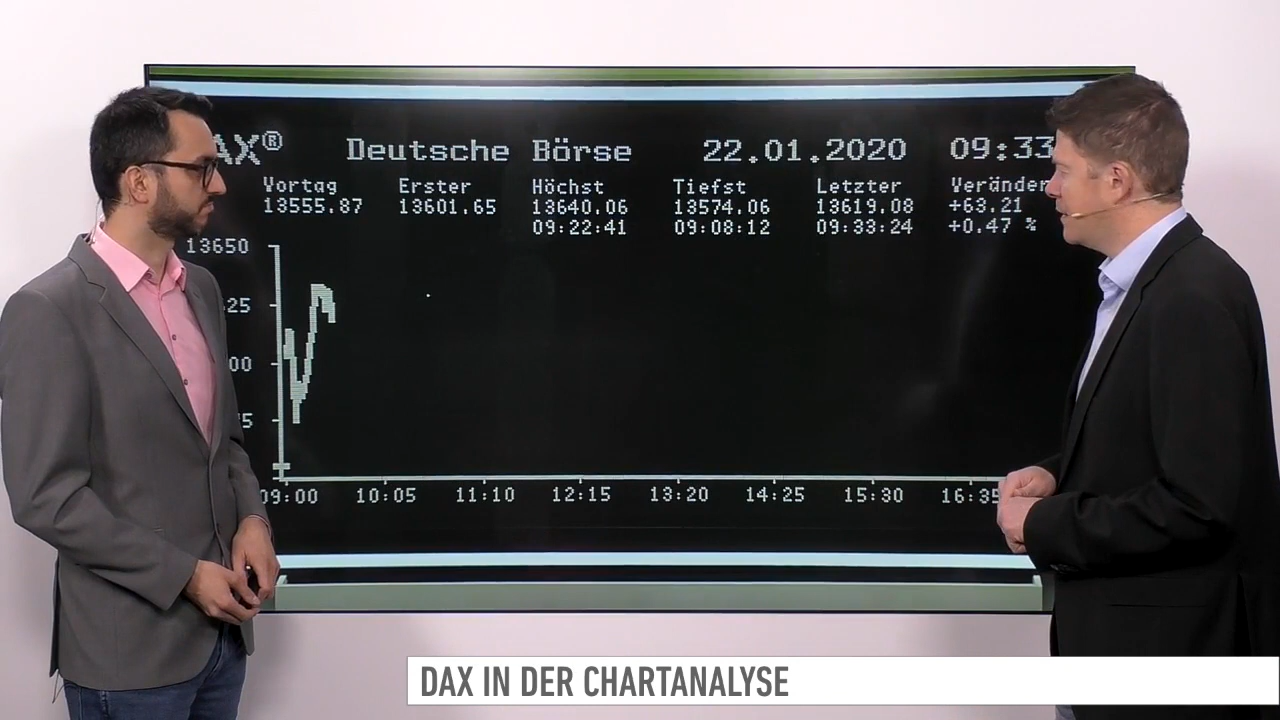 AX® Deutsche Börse 22.01.2020 09:33
Vortag Erster Höchst Tiefst Letzter Veränder
13555.87 13601.65 13640.06 13574.06 13619.08 +63.21
09:22:41 09:08:12 09:33:24 +0.47 %
13650
25
00
5
09:00 10:05 11:10 12:15 13:20 14:25 15:30 16:35
DAX IN DER CHARTANALYSE